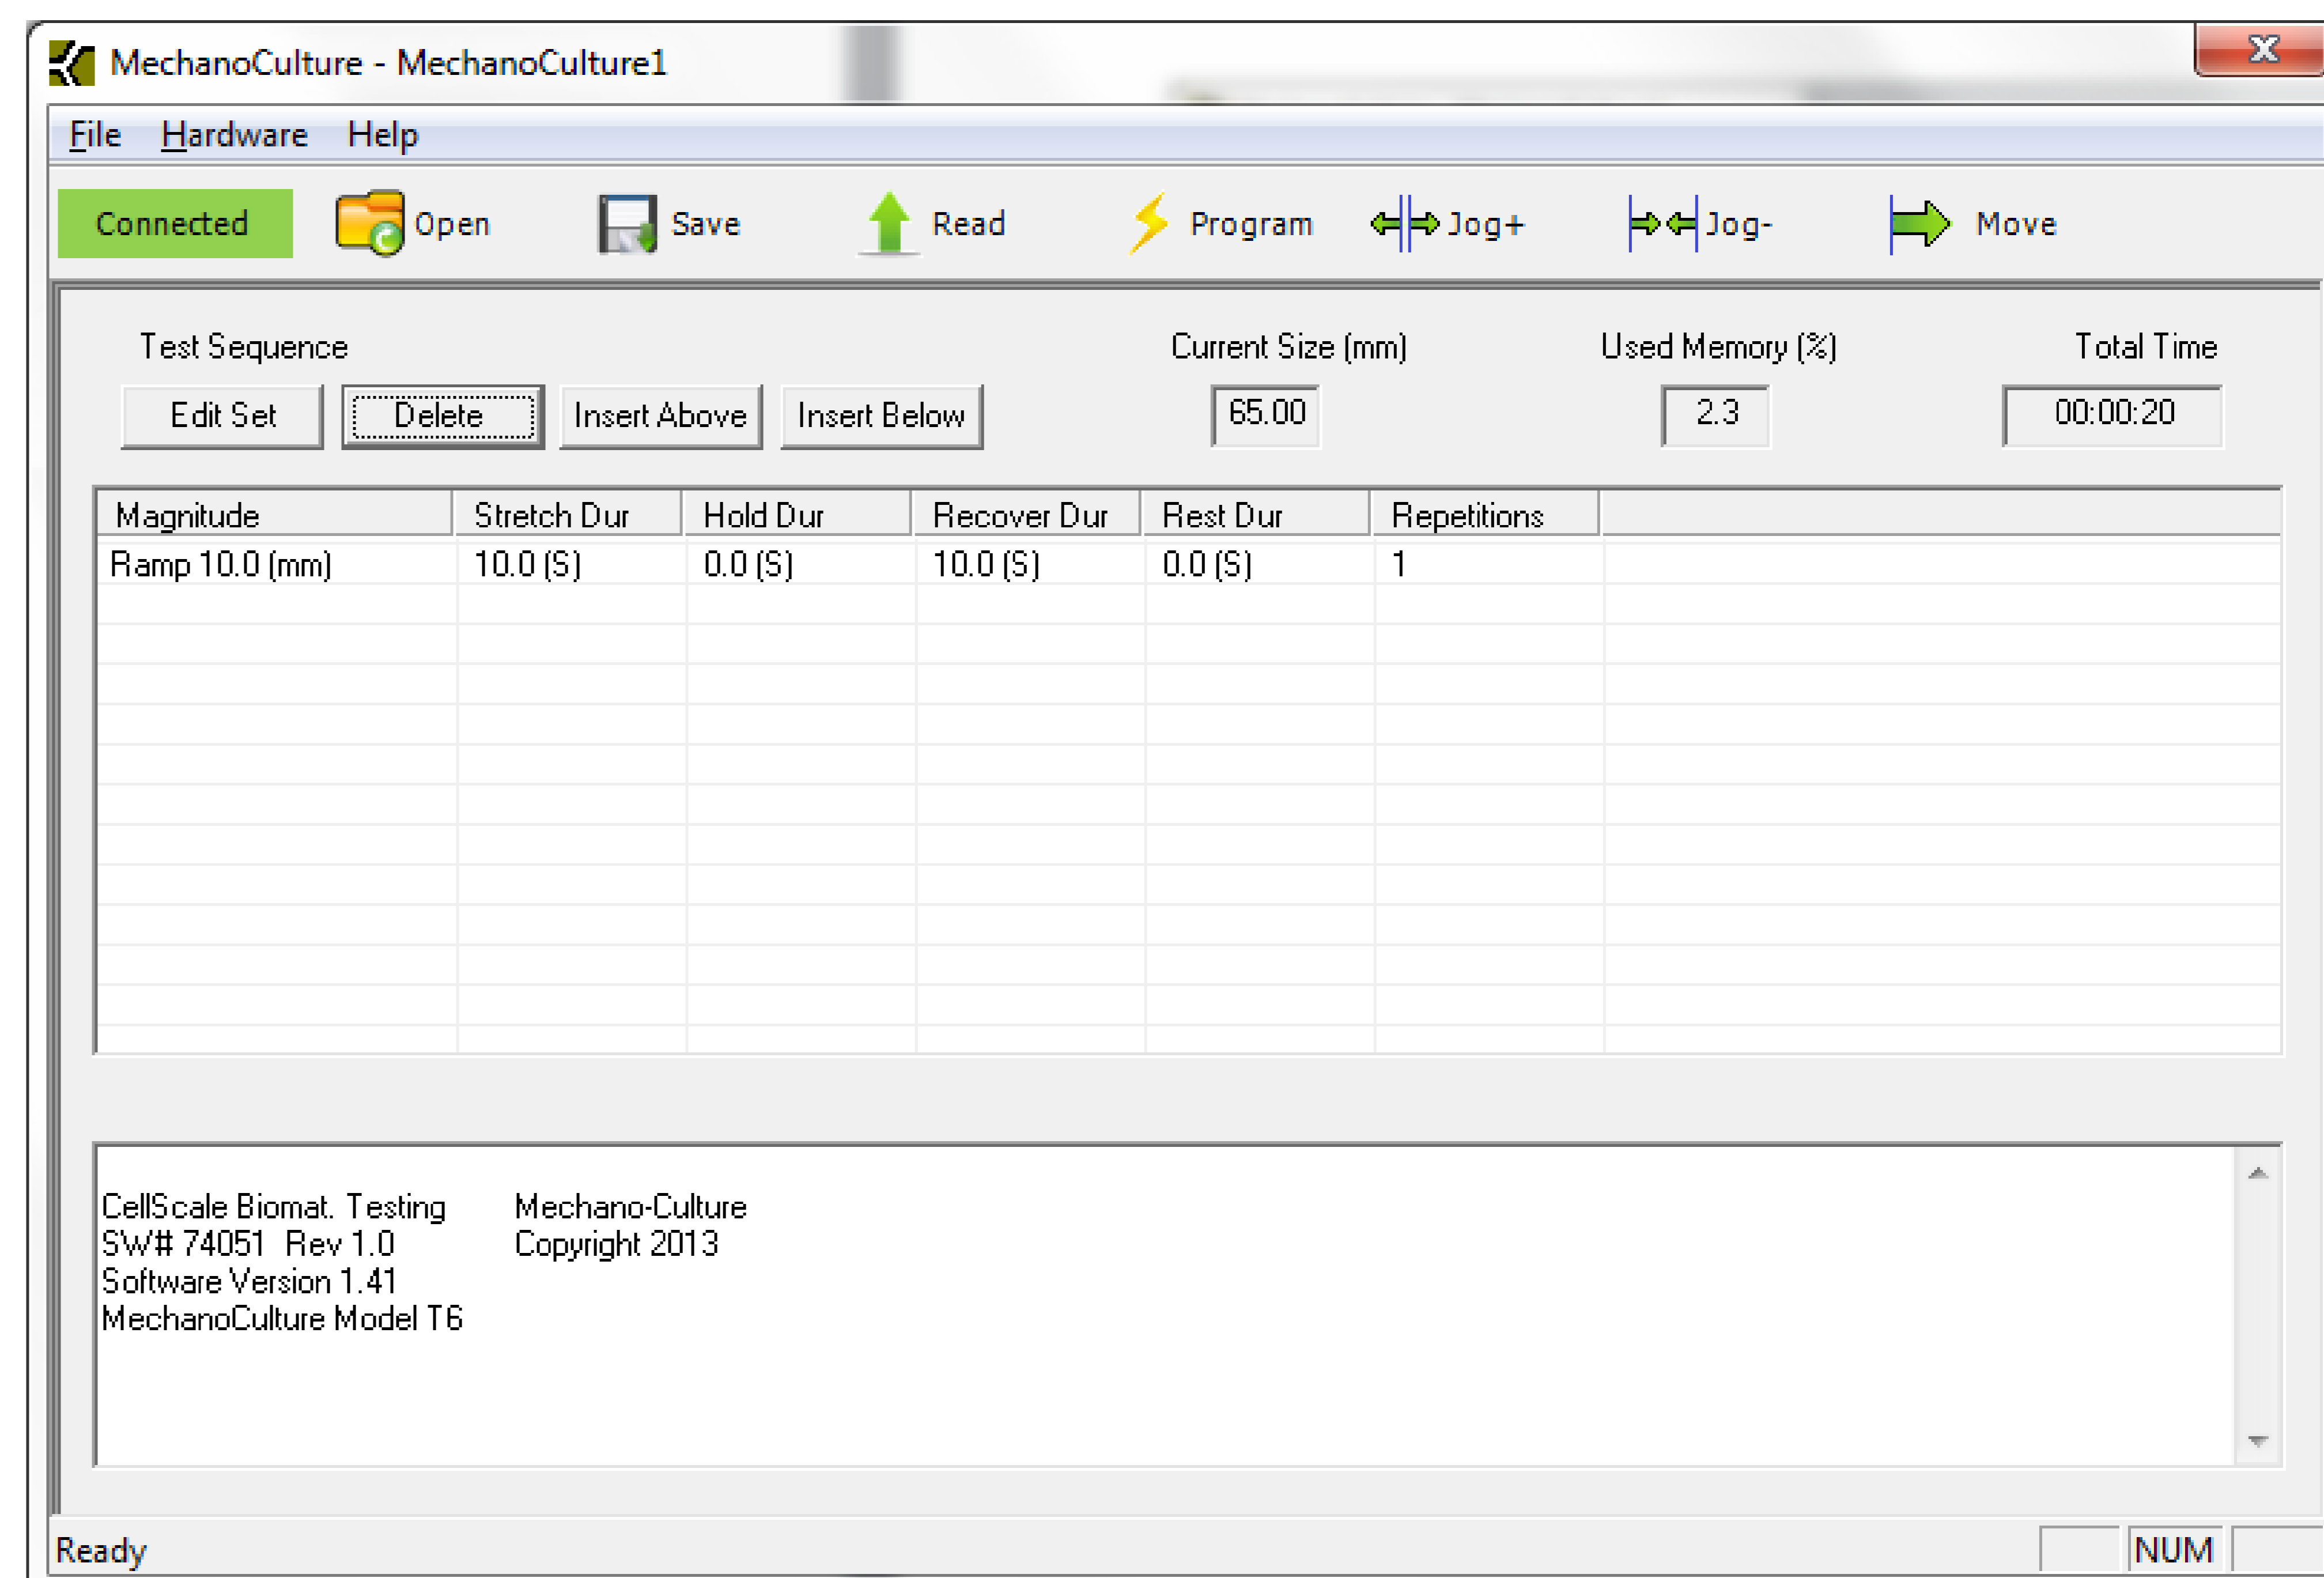 MechanoCulture - MechanoCulture1
File Hardware Help
Connected Open Save Read Program Jog+ Jog- Move
Test Sequence Current Size (mm) Used Memory (%) Total Time
Edit Set Delete Insert Above Insert Below 65.00 2.3 00:00:20
Magnitude Stretch Dur Hold Dur Recover Dur Rest Dur Repetitions
Ramp 10.0 (mm) 10.0 (S) 0.0 (S) 10.0 (S) 0.0 (S) 1
CellScale Biomat. Testing Mechano-Culture
SW# 74051 Rev 1.0 Copyright 2013
Software Version 1.41
MechanoCulture Model T6
Ready NUM